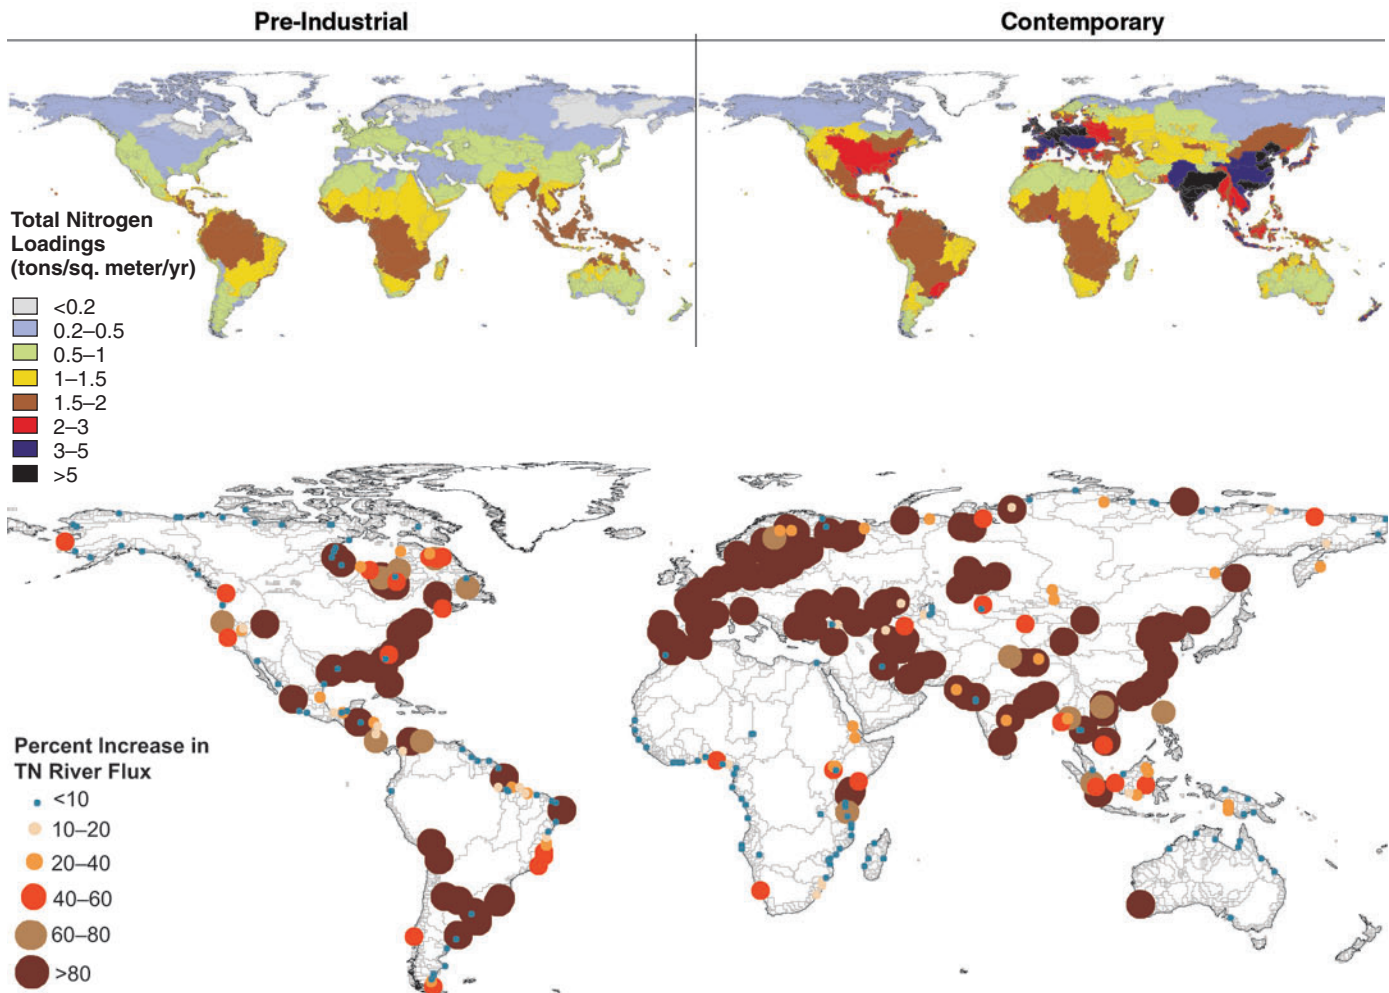 Pre-Industrial
Contemporary
Total Nitrogen
Loadings
(tons/sq. meter/yr)
<0.2
0.2–0.5
0.5–1
1–1.5
1.5–2
2–3
3–5
>5
Percent Increase in
TN River Flux
<10
10–20
20–40
40–60
60–80
>80